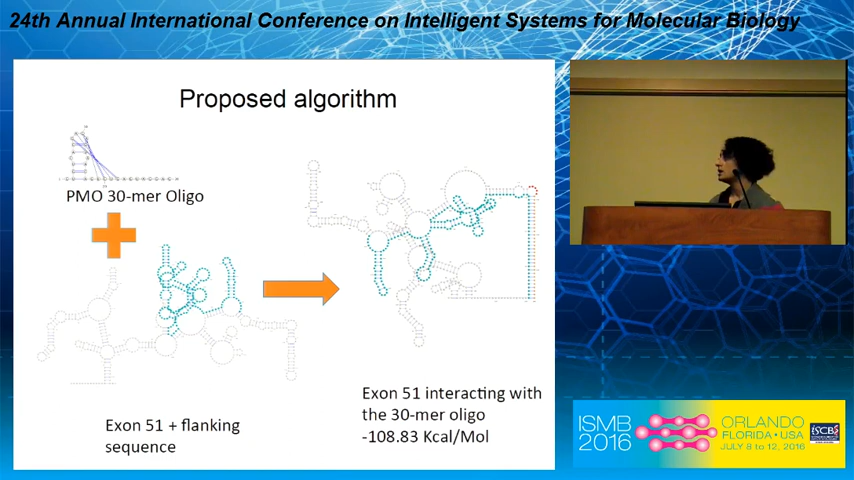 24th Annual International Conference on Intelligent Systems for Molecular Biology
Proposed algorithm
PMO 30-mer Oligo
Exon 51 + flanking
sequence
Exon 51 interacting with
the 30-mer oligo
-108.83 Kcal/Mol
ISMB
2016
ORLANDO
FLORIDA • USA
JULY 8 to 12, 2016
ISCB